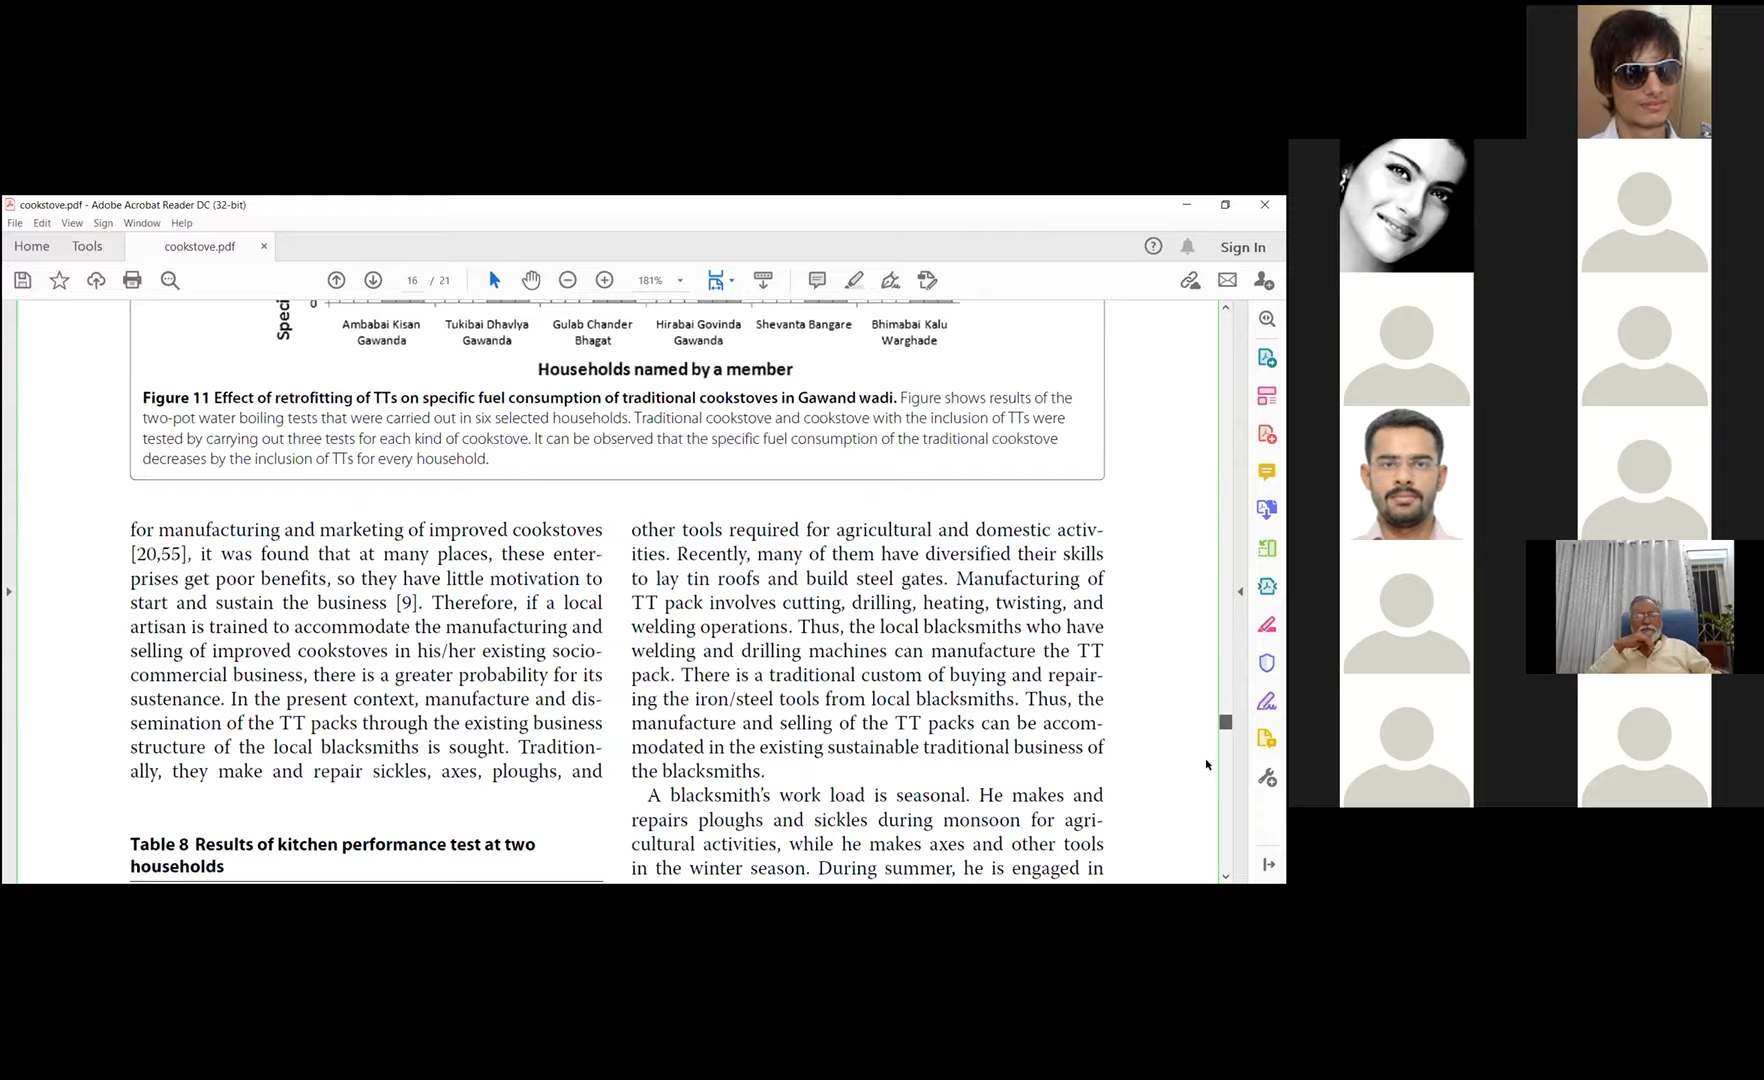 cookstove.pdf - Adobe Acrobat Reader DC (32-bit)
File Edit View Sign Window Help
Home Tools cookstove.pdf × Sign In
16 / 21 181%
Speci
0
Ambabai Kisan Gawanda
Tukibai Dhavlya Gawanda
Gulab Chander Bhagat
Hirabai Govinda Gawanda
Shevanta Bangare
Bhimabai Kalu Warghade
Households named by a member
Figure 11 Effect of retrofitting of TTs on specific fuel consumption of traditional cookstoves in Gawand wadi. Figure shows results of the
two-pot water boiling tests that were carried out in six selected households. Traditional cookstove and cookstove with the inclusion of TTs were
tested by carrying out three tests for each kind of cookstove. It can be observed that the specific fuel consumption of the traditional cookstove
decreases by the inclusion of TTs for every household.
for manufacturing and marketing of improved cookstoves
[20,55], it was found that at many places, these enter-
prises get poor benefits, so they have little motivation to
start and sustain the business [9]. Therefore, if a local
artisan is trained to accommodate the manufacturing and
selling of improved cookstoves in his/her existing socio-
commercial business, there is a greater probability for its
sustenance. In the present context, manufacture and dis-
semination of the TT packs through the existing business
structure of the local blacksmiths is sought. Tradition-
ally, they make and repair sickles, axes, ploughs, and
Table 8 Results of kitchen performance test at two
households
other tools required for agricultural and domestic activ-
ities. Recently, many of them have diversified their skills
to lay tin roofs and build steel gates. Manufacturing of
TT pack involves cutting, drilling, heating, twisting, and
welding operations. Thus, the local blacksmiths who have
welding and drilling machines can manufacture the TT
pack. There is a traditional custom of buying and repair-
ing the iron/steel tools from local blacksmiths. Thus, the
manufacture and selling of the TT packs can be accom-
modated in the existing sustainable traditional business of
the blacksmiths.
A blacksmith's work load is seasonal. He makes and
repairs ploughs and sickles during monsoon for agri-
cultural activities, while he makes axes and other tools
in the winter season. During summer, he is engaged in